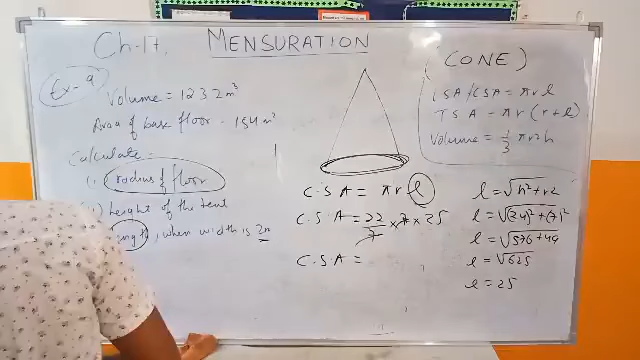 Ch-17. MENSURATION
Ex-9
Volume = 1232 m³
Area of base floor - 154 m²
Calculate
(i) radius of floor
(ii) height of the tent
when width is 2m
C.S.A = πrl
C.S.A = 22/7 × 7 × 25
C.S.A =
(CONE)
LSA/CSA = πrl
TSA = πr(r+l)
Volume = 1/3 πr2h
l = √h²+r2
l = √(24)²+(7)²
l = √576+49
l = √625
l = 25